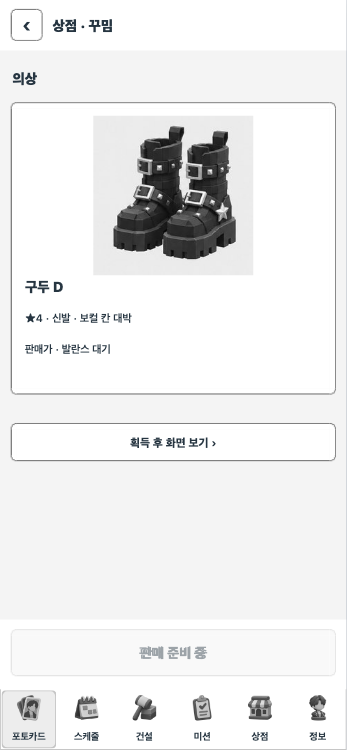 ‹ 상점 · 꾸밈
의상
구두 D
★4 · 신발 · 보컬 칸 대박
판매가 · 발란스 대기
획득 후 화면 보기 ›
판매 준비 중
포토카드 스케줄 건설 미션 상점 정보